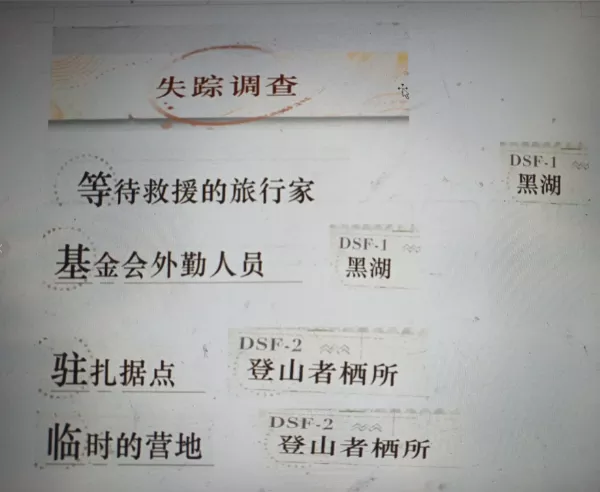 失踪调查
DSF-1
等待救援的旅行家 黑湖
DSF-1
基金会外勤人员 黑湖
DSF-2
驻扎据点 登山者栖所
DSF-2
临时的营地 登山者栖所